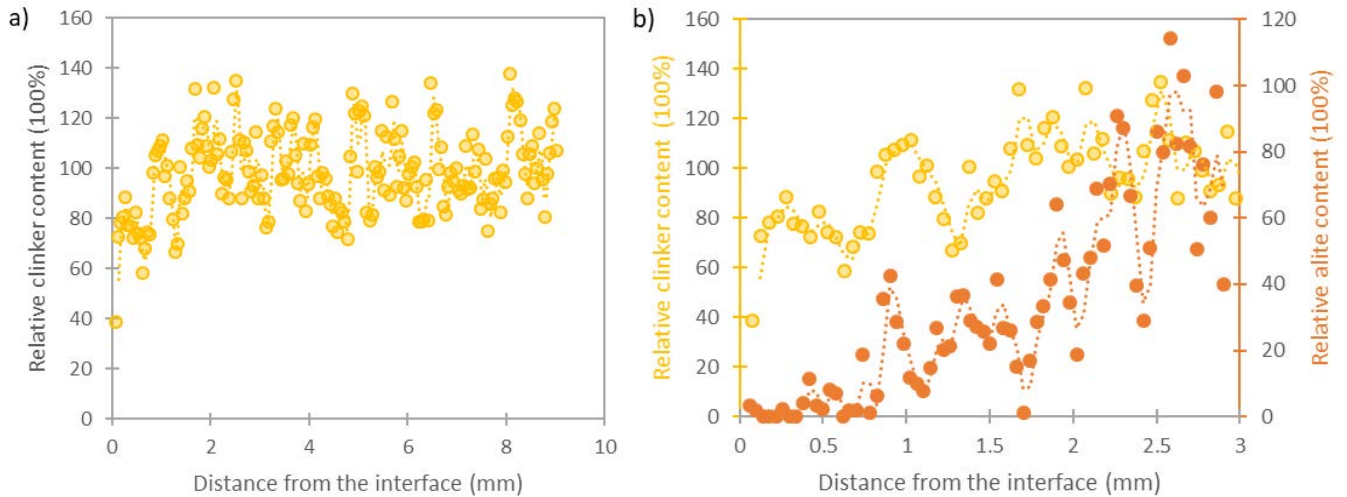 a)
Relative clinker content (100%)
160
140
120
100
80
60
40
20
0
0 2 4 6 8 10
Distance from the interface (mm)
b)
Relative clinker content (100%)
160
140
120
100
80
60
40
20
0
0 0.5 1 1.5 2 2.5 3
Distance from the interface (mm)
120
100
80
60
40
20
0
Relative alite content (100%)